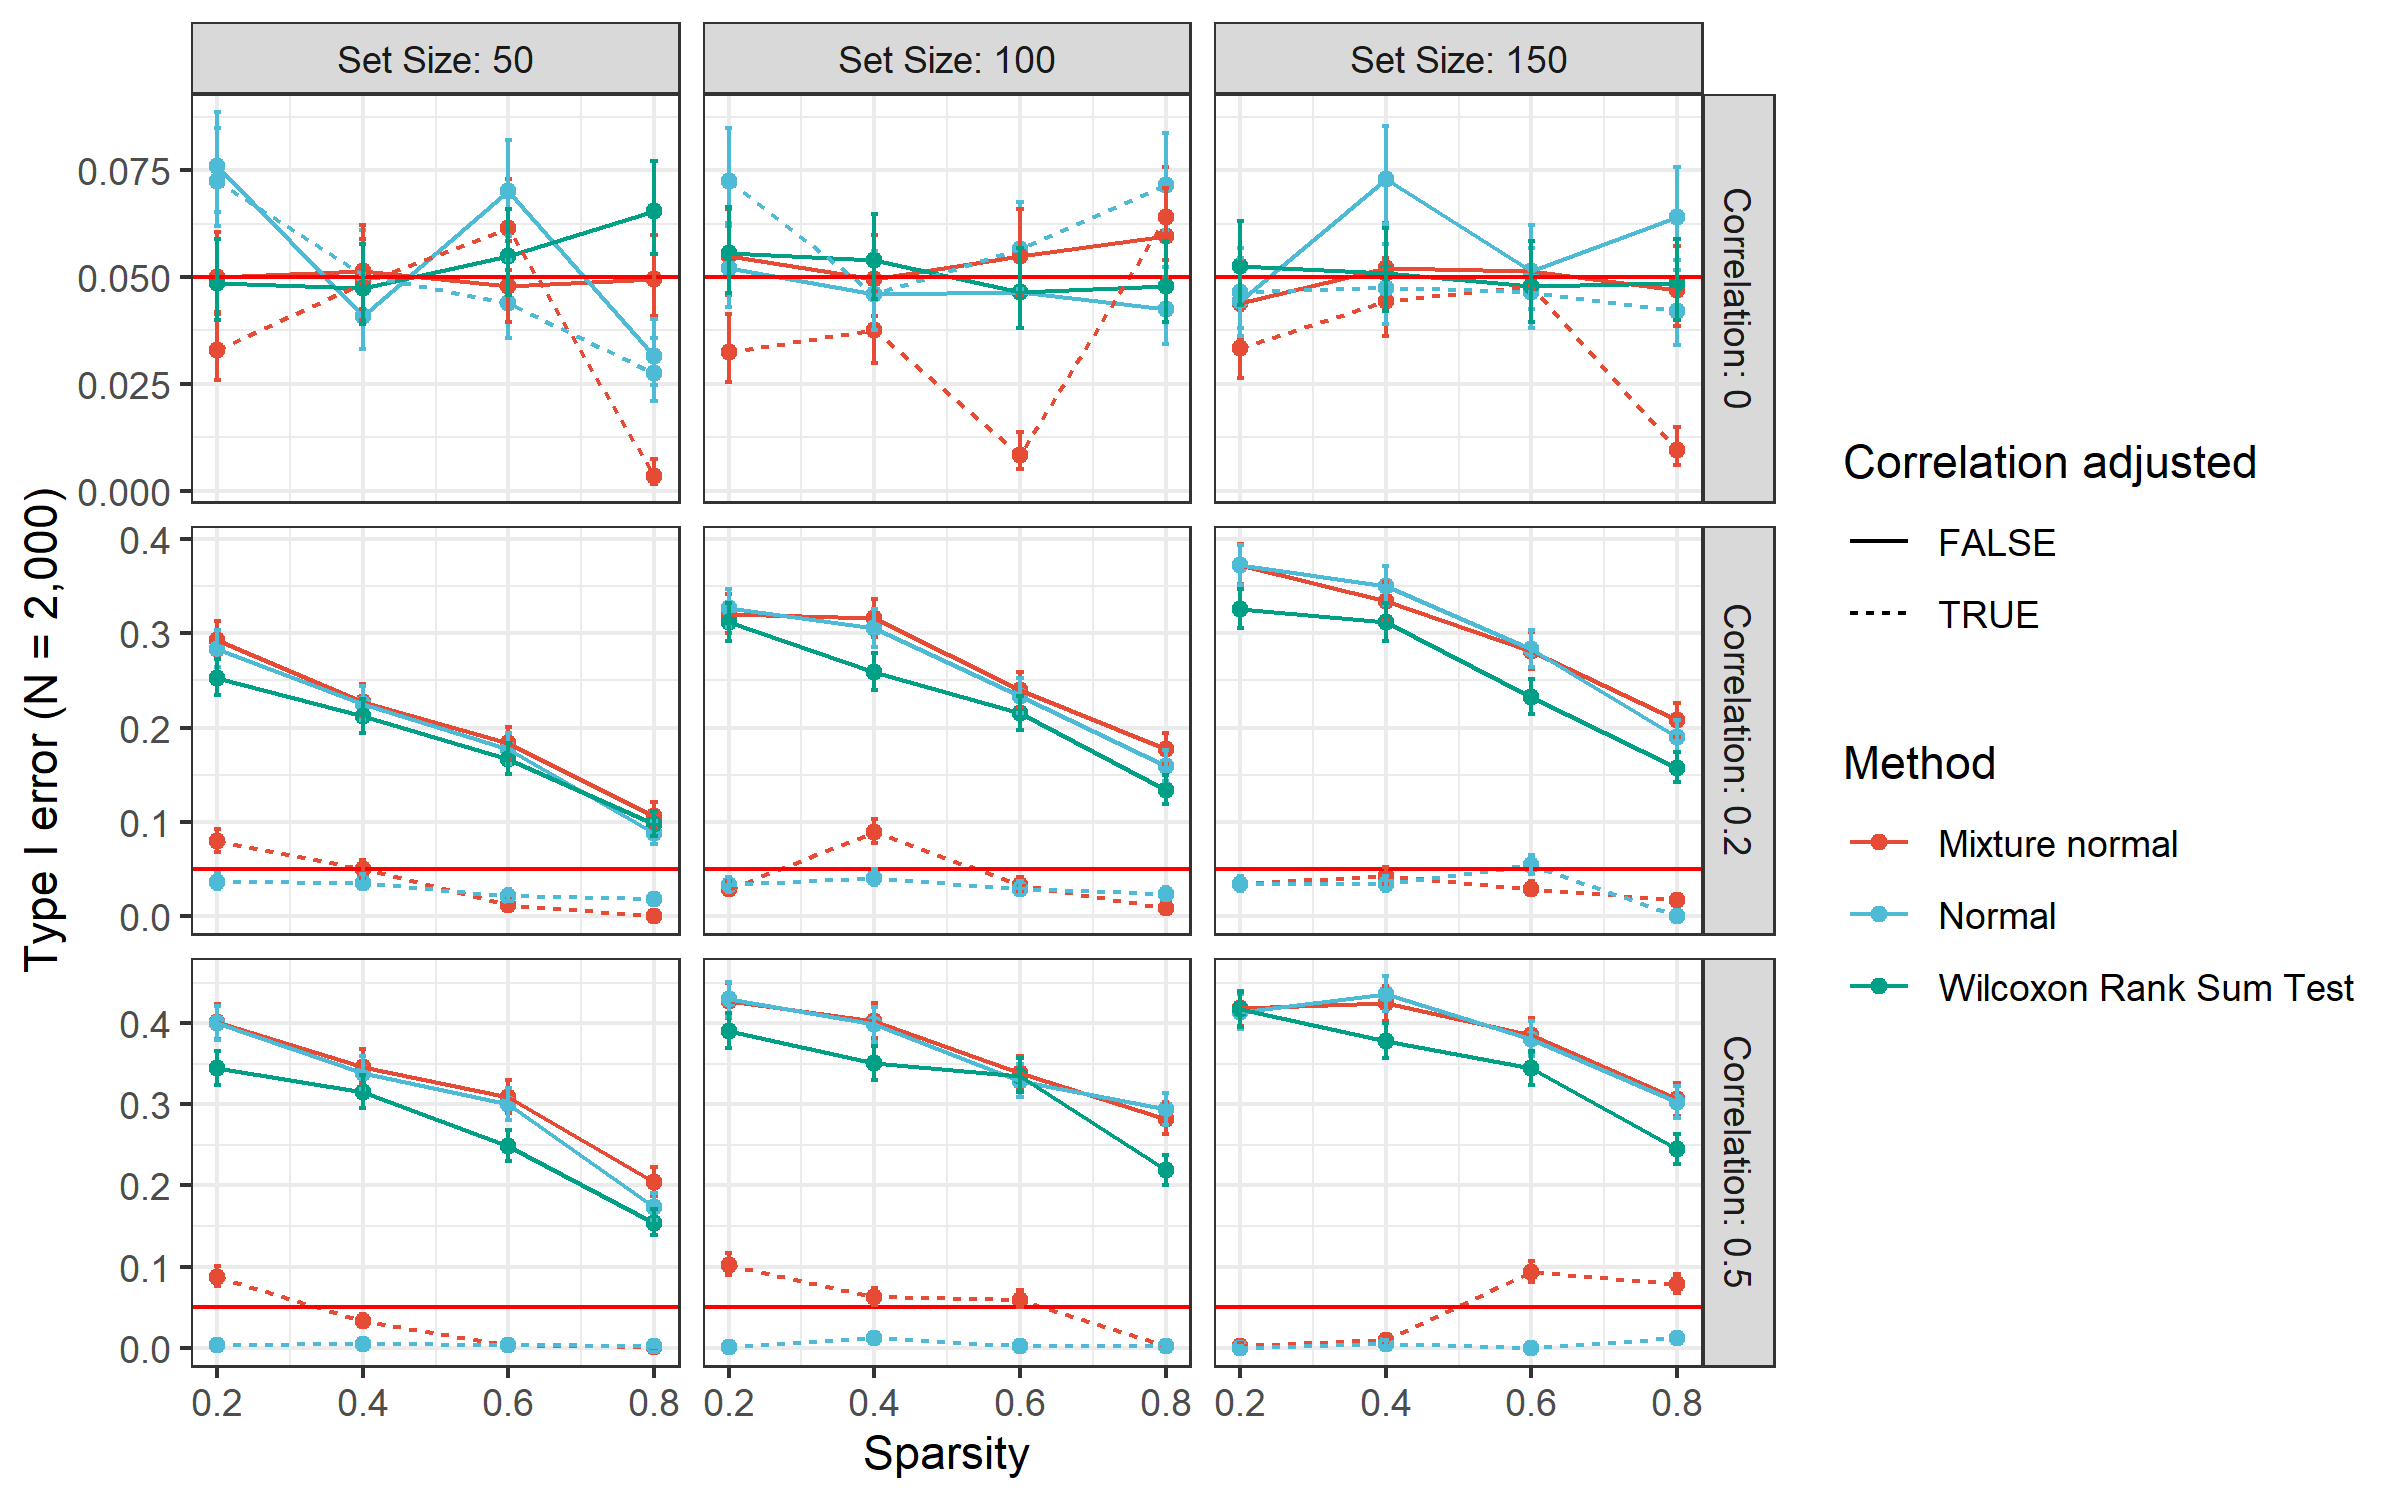 Set Size: 50
Set Size: 100
Set Size: 150
Type I error (N = 2,000)
0.075
0.050
0.025
0.000
Correlation: 0
0.4
0.3
0.2
0.1
0.0
Correlation: 0.2
0.4
0.3
0.2
0.1
0.0
Correlation: 0.5
0.2 0.4 0.6 0.8 0.2 0.4 0.6 0.8 0.2 0.4 0.6 0.8
Sparsity
Correlation adjusted
FALSE
TRUE
Method
Mixture normal
Normal
Wilcoxon Rank Sum Test